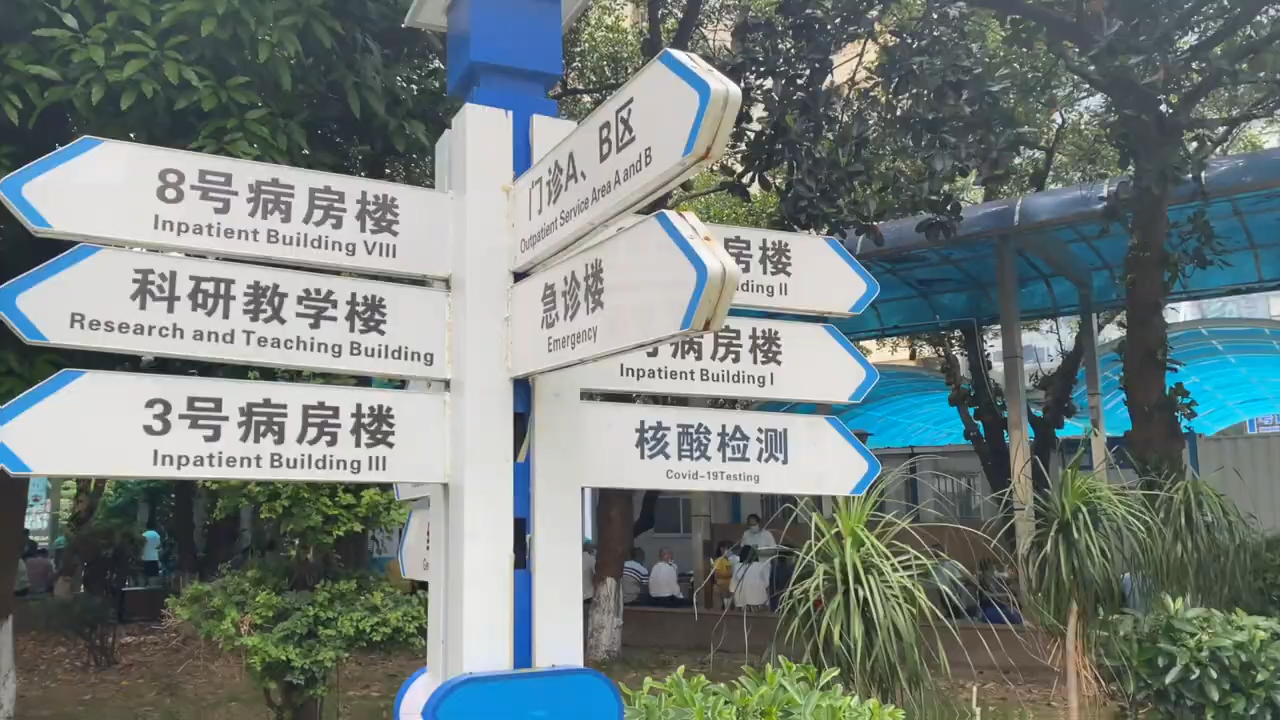 8号病房楼
Inpatient Building VIII
科研教学楼
Research and Teaching Building
3号病房楼
Inpatient Building III
门诊A、B区
Outpatient Service Area A and B
急诊楼
Emergency
房楼
II
病房楼
Inpatient Building I
核酸检测
Covid-19Testing